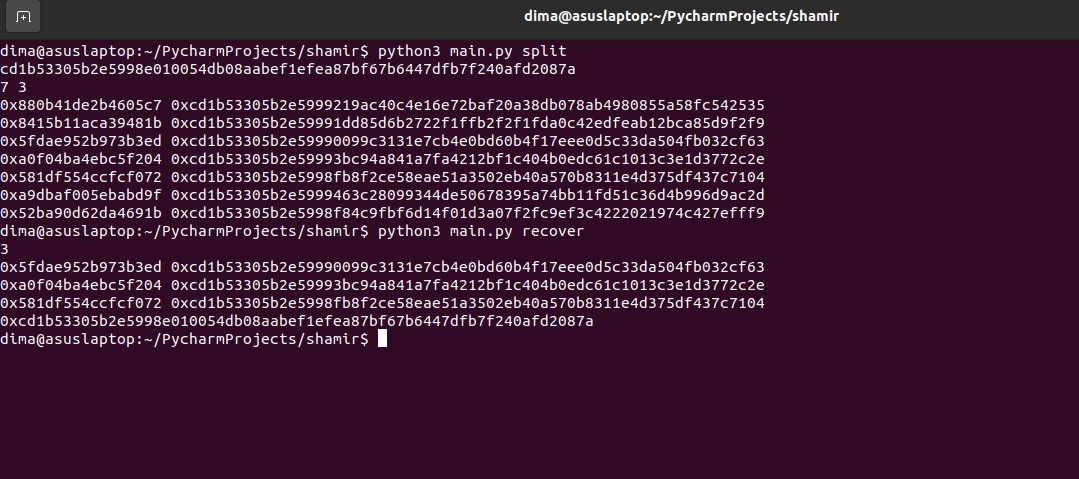 dima@asuslaptop:~/PycharmProjects/shamir
dima@asuslaptop:~/PycharmProjects/shamir$ python3 main.py split
cd1b53305b2e5998e010054db08aabef1efea87bf67b6447dfb7f240afd2087a
7 3
0x880b41de2b4605c7 0xcd1b53305b2e5999219ac40c4e16e72baf20a38db078ab4980855a58fc542535
0x8415b11aca39481b 0xcd1b53305b2e59991dd85d6b2722f1ffb2f2f1fda0c42edfeab12bca85d9f2f9
0x5fdae952b973b3ed 0xcd1b53305b2e59990099c3131e7cb4e0bd60b4f17eee0d5c33da504fb032cf63
0xa0f04ba4ebc5f204 0xcd1b53305b2e59993bc94a841a7fa4212bf1c404b0edc61c1013c3e1d3772c2e
0x581df554ccfcf072 0xcd1b53305b2e5998fb8f2ce58eae51a3502eb40a570b8311e4d375df437c7104
0xa9dbaf005ebabd9f 0xcd1b53305b2e5999463c28099344de50678395a74bb11fd51c36d4b996d9ac2d
0x52ba90d62da4691b 0xcd1b53305b2e5998f84c9fbf6d14f01d3a07f2fc9ef3c4222021974c427efff9
dima@asuslaptop:~/PycharmProjects/shamir$ python3 main.py recover
3
0x5fdae952b973b3ed 0xcd1b53305b2e59990099c3131e7cb4e0bd60b4f17eee0d5c33da504fb032cf63
0xa0f04ba4ebc5f204 0xcd1b53305b2e59993bc94a841a7fa4212bf1c404b0edc61c1013c3e1d3772c2e
0x581df554ccfcf072 0xcd1b53305b2e5998fb8f2ce58eae51a3502eb40a570b8311e4d375df437c7104
0xcd1b53305b2e5998e010054db08aabef1efea87bf67b6447dfb7f240afd2087a
dima@asuslaptop:~/PycharmProjects/shamir$